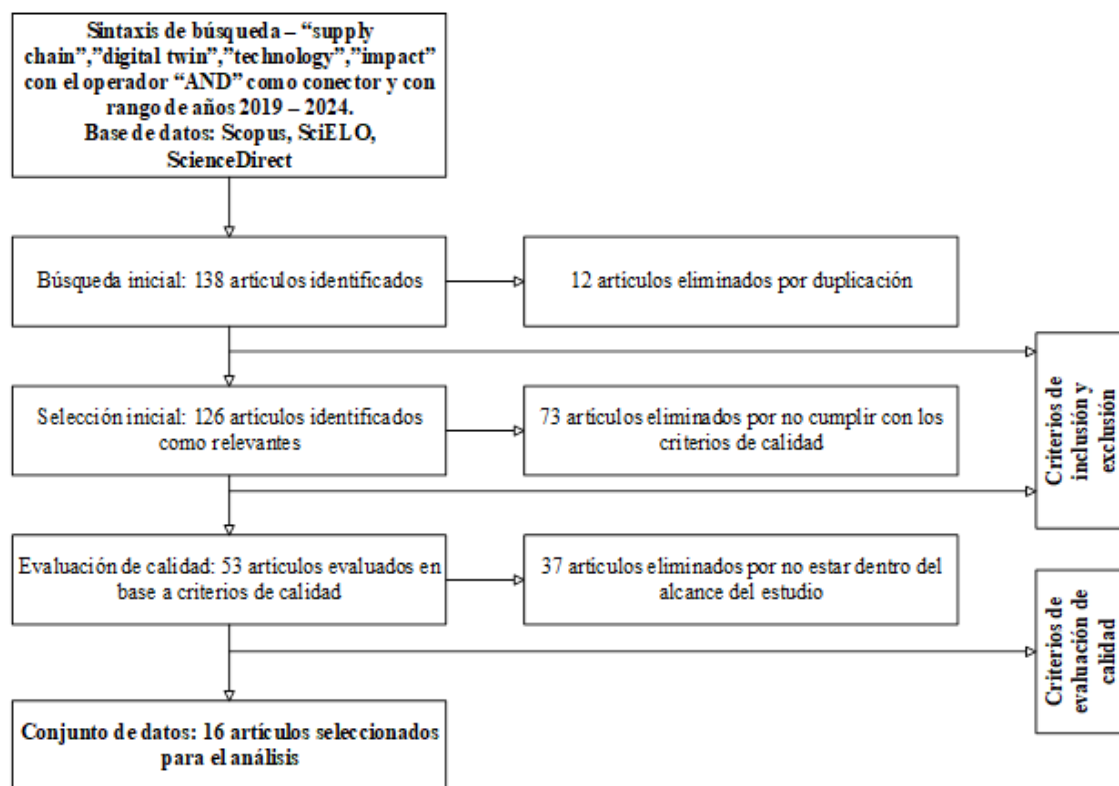 Sintaxis de búsqueda – “supply
chain”,”digital twin”,”technology”,”impact”
con el operador “AND” como conector y con
rango de años 2019 – 2024.
Base de datos: Scopus, SciELO,
ScienceDirect
Búsqueda inicial: 138 artículos identificados
12 artículos eliminados por duplicación
Selección inicial: 126 artículos identificados
como relevantes
73 artículos eliminados por no cumplir con los
criterios de calidad
Criterios de
inclusión y
exclusión
Evaluación de calidad: 53 artículos evaluados en
base a criterios de calidad
37 artículos eliminados por no estar dentro del
alcance del estudio
Criterios de
evaluación de
calidad
Conjunto de datos: 16 artículos seleccionados
para el análisis